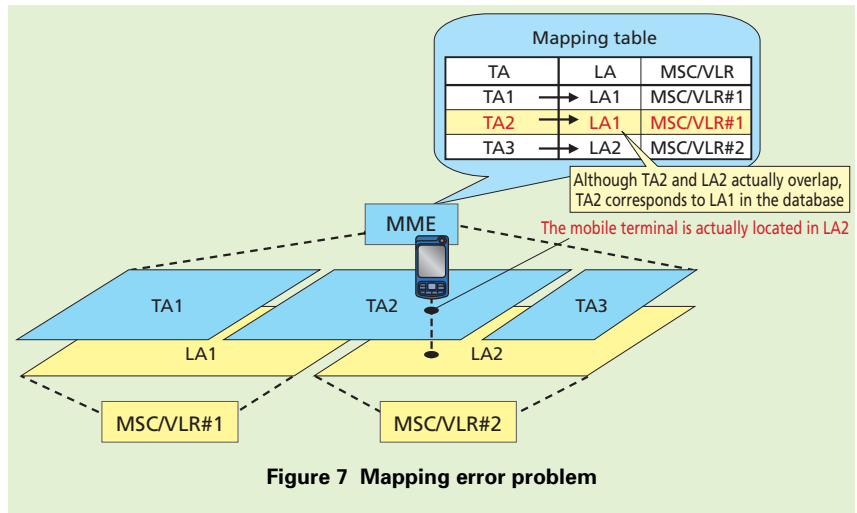 Mapping table
TA LA MSC/VLR
TA1 LA1 MSC/VLR#1
TA2 LA1 MSC/VLR#1
TA3 LA2 MSC/VLR#2
Although TA2 and LA2 actually overlap,
TA2 corresponds to LA1 in the database
MME
The mobile terminal is actually located in LA2
TA1 TA2 TA3
LA1 LA2
MSC/VLR#1 MSC/VLR#2
Figure 7 Mapping error problem